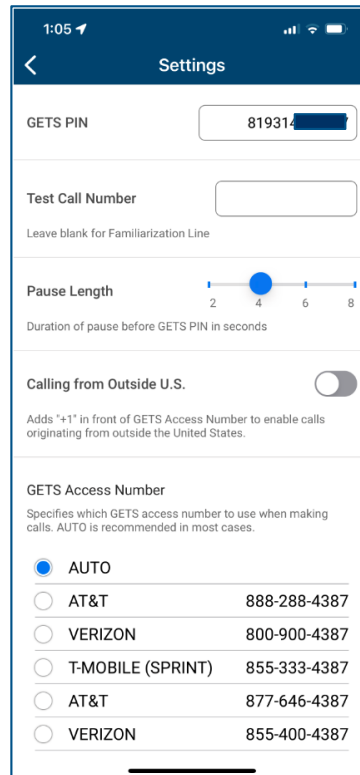 1:05
Settings
GETS PIN 819314
Test Call Number
Leave blank for Familiarization Line
Pause Length
2 4 6 8
Duration of pause before GETS PIN in seconds
Calling from Outside U.S.
Adds "+1" in front of GETS Access Number to enable calls
originating from outside the United States.
GETS Access Number
Specifies which GETS access number to use when making
calls. AUTO is recommended in most cases.
AUTO
AT&T 888-288-4387
VERIZON 800-900-4387
T-MOBILE (SPRINT) 855-333-4387
AT&T 877-646-4387
VERIZON 855-400-4387